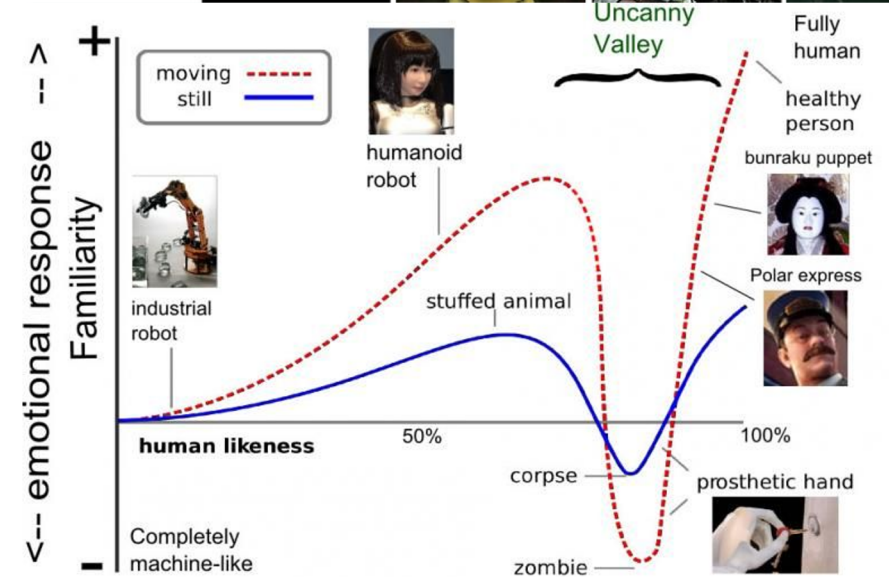 Uncanny
Valley
Fully
human
+
moving
still
healthy
person
humanoid
robot
bunraku puppet
<-- emotional response -- >
Familiarity
Polar express
stuffed animal
industrial
robot
human likeness
50%
100%
corpse
prosthetic hand
Completely
machine-like
zombie
-